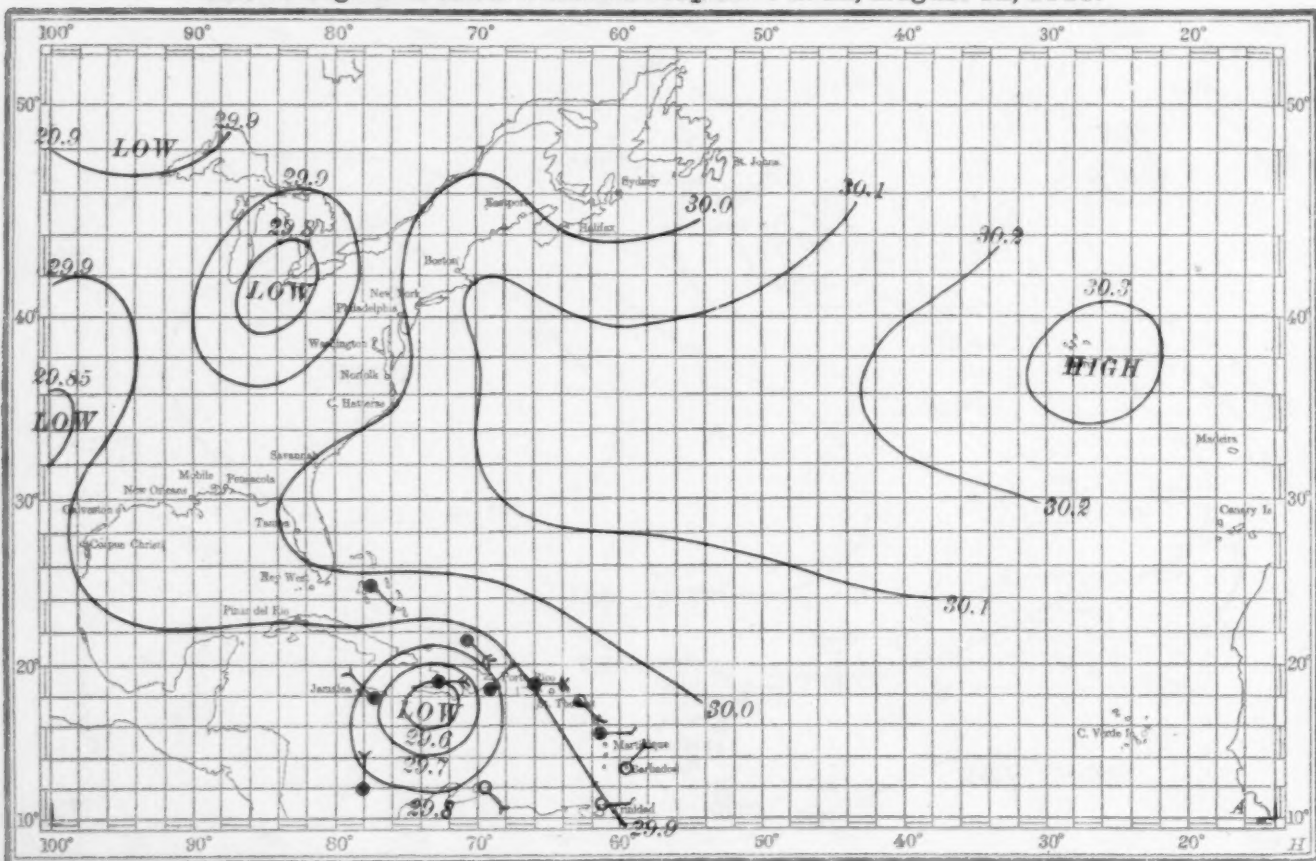 100° 90° 80° 70° 60° 50° 40° 30° 20°
50° 50°
29.9 LOW 29.9
St. Johns
29.9
Sydney
30.1
30.0
Eastport
29.8 Halifax
30.2
29.9
Boston
LOW
30.3
New York
Philadelphia
40° 40°
Washington
HIGH
Norfolk
29.85
C. Hatteras
LOW
Madeira
Savannah
Mobile Pensacola
New Orleans
30° 30°
Galveston
30.2
Canary Is
Tampa
Corpus Christi
Key West
30.1
Pinar del Rio
20° 20°
Porto Rico
Jamaica
LOW
30.0
29.6
Martinique
C. Verde Is
29.7
Barbados
29.8
Trinidad
A
10° 10°
29.9
100° 90° 80° 70° 60° 50° 40° 30° 20° H